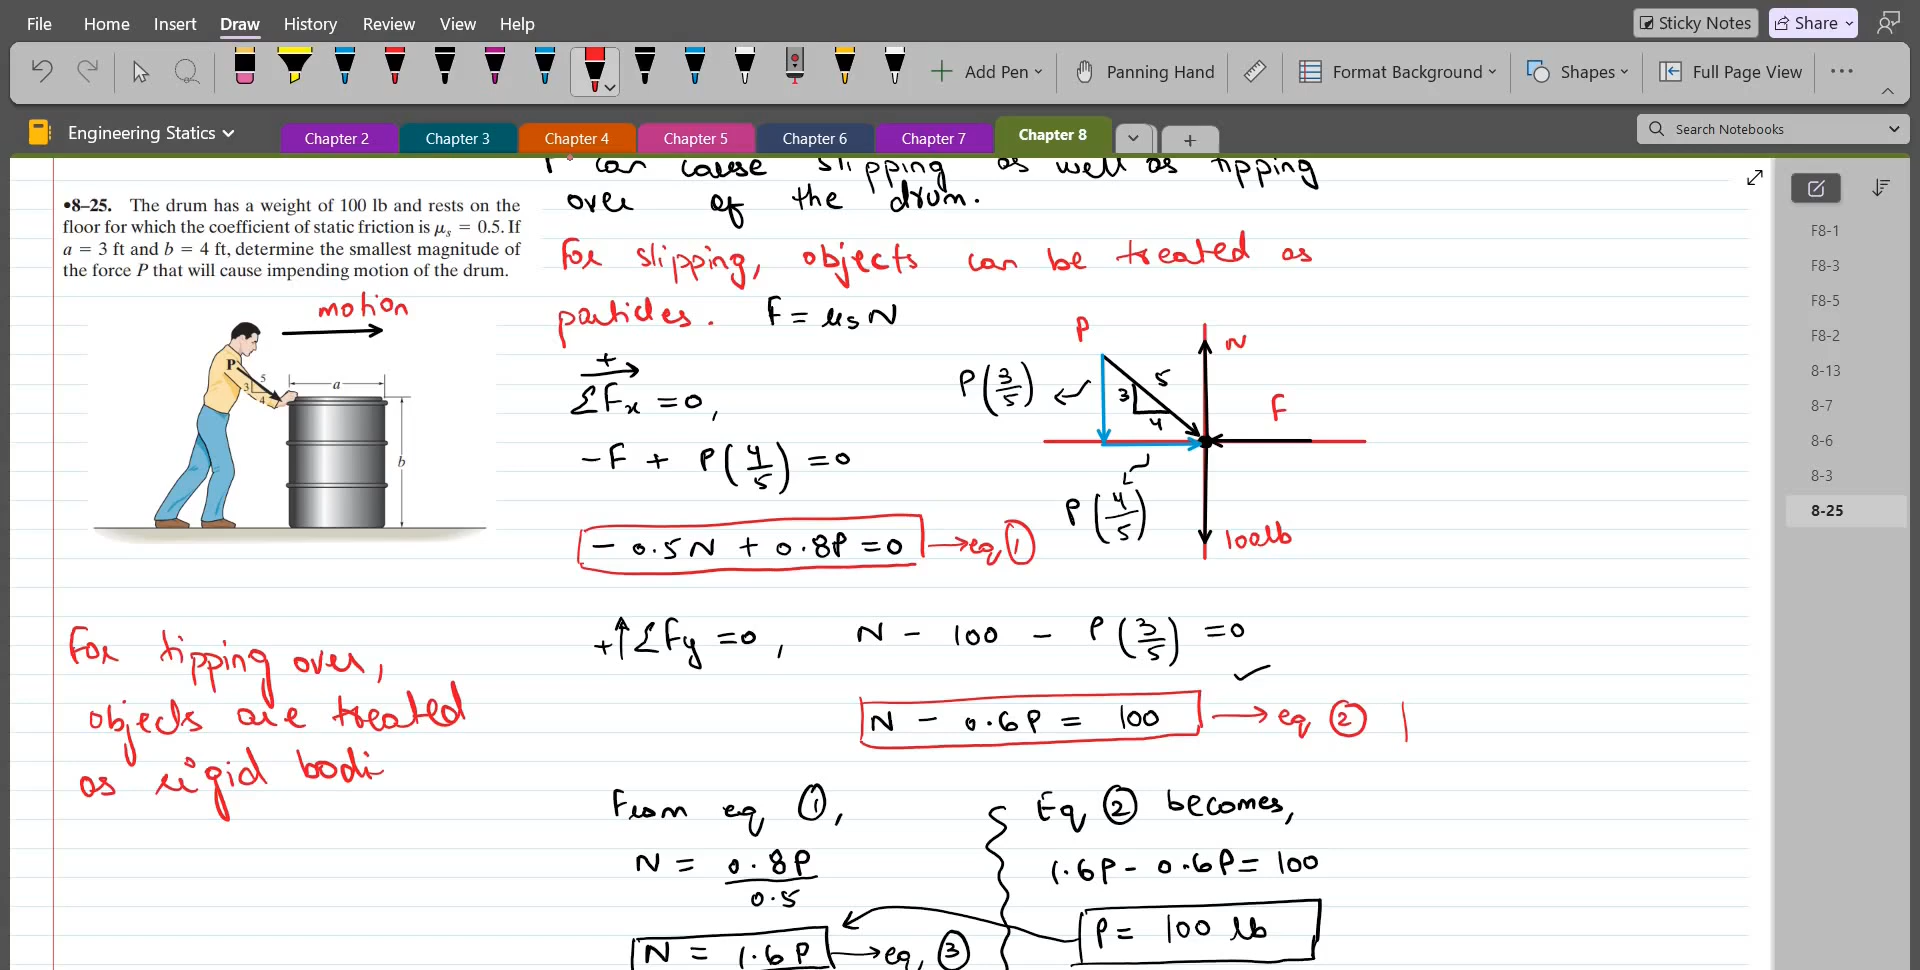 File Home Insert Draw History Review View Help Sticky Notes Share
Add Pen Panning Hand Format Background Shapes Full Page View
Engineering Statics Chapter 2 Chapter 3 Chapter 4 Chapter 5 Chapter 6 Chapter 7 Chapter 8 + Search Notebooks
can cause slipping as well as tipping
over of the drum.
•8–25. The drum has a weight of 100 lb and rests on the
floor for which the coefficient of static friction is μs = 0.5. If
a = 3 ft and b = 4 ft, determine the smallest magnitude of
the force P that will cause impending motion of the drum.
motion
P
5
3
4
a
b
For slipping, objects can be treated as
particles. F = μs N
+
ΣFx = 0,
-F + P(4/5) = 0
- 0.5N + 0.8P = 0 → eq 1
P
N
P(3/5)
3
5
4
F
P(4/5)
100lb
+↑ΣFy = 0, N - 100 - P(3/5) = 0
N - 0.6P = 100 → eq 2
For tipping over,
objects are treated
as rigid bodi
From eq 1,
N = 0.8P/0.5
N = 1.6P → eq, 3
Eq 2 becomes,
1.6P - 0.6P = 100
P = 100 lb
F8-1
F8-3
F8-5
F8-2
8-13
8-7
8-6
8-3
8-25